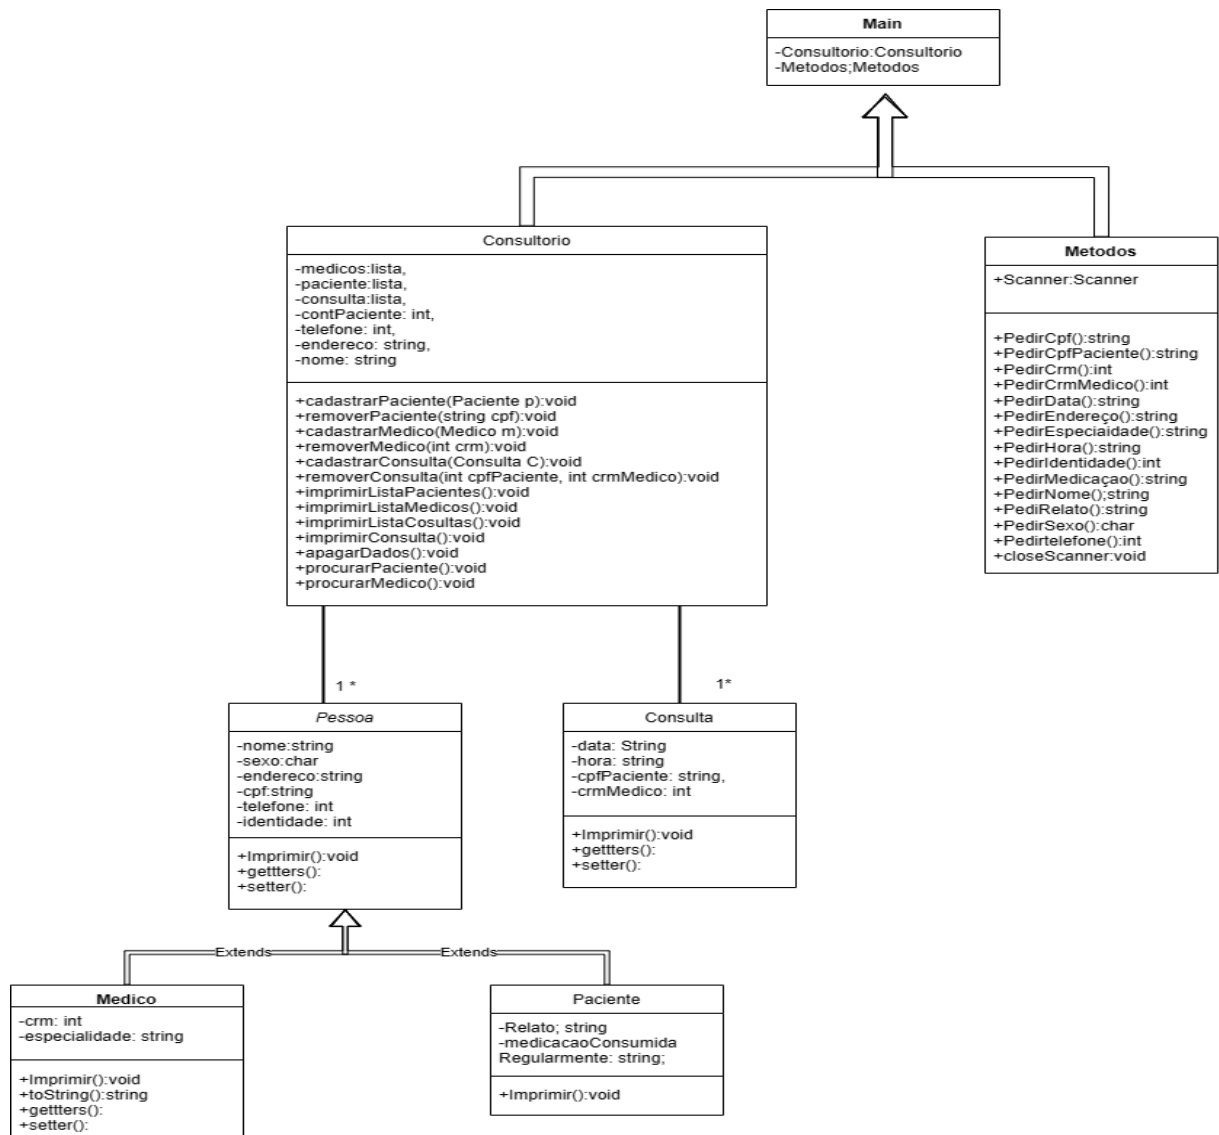 Main
-Consultorio:Consultorio
-Metodos;Metodos
Consultorio
-medicos:lista,
-paciente:lista,
-consulta:lista,
-contPaciente: int,
-telefone: int,
-endereco: string,
-nome: string
+cadastrarPaciente(Paciente p):void
+removerPaciente(string cpf):void
+cadastrarMedico(Medico m):void
+removerMedico(int crm):void
+cadastrarConsulta(Consulta C):void
+removerConsulta(int cpfPaciente, int crmMedico):void
+imprimirListaPacientes():void
+imprimirListaMedicos():void
+imprimirListaCosultas():void
+imprimirConsulta():void
+apagarDados():void
+procurarPaciente():void
+procurarMedico():void
Metodos
+Scanner:Scanner
+PedirCpf():string
+PedirCpfPaciente():string
+PedirCrm():int
+PedirCrmMedico():int
+PedirData():string
+PedirEndereço():string
+PedirEspeciaidade():string
+PedirHora():string
+PedirIdentidade():int
+PedirMedicaçao():string
+PedirNome();string
+PediRelato():string
+PedirSexo():char
+Pedirtelefone():int
+closeScanner:void
1 *
1*
Pessoa
-nome:string
-sexo:char
-endereco:string
-cpf:string
-telefone: int
-identidade: int
+Imprimir():void
+gettters():
+setter():
Consulta
-data: String
-hora: string
-cpfPaciente: string,
-crmMedico: int
+Imprimir():void
+gettters():
+setter():
Extends
Extends
Medico
-crm: int
-especialidade: string
+Imprimir():void
+toString():string
+gettters():
+setter():
Paciente
-Relato; string
-medicacaoConsumida
Regularmente: string;
+Imprimir():void